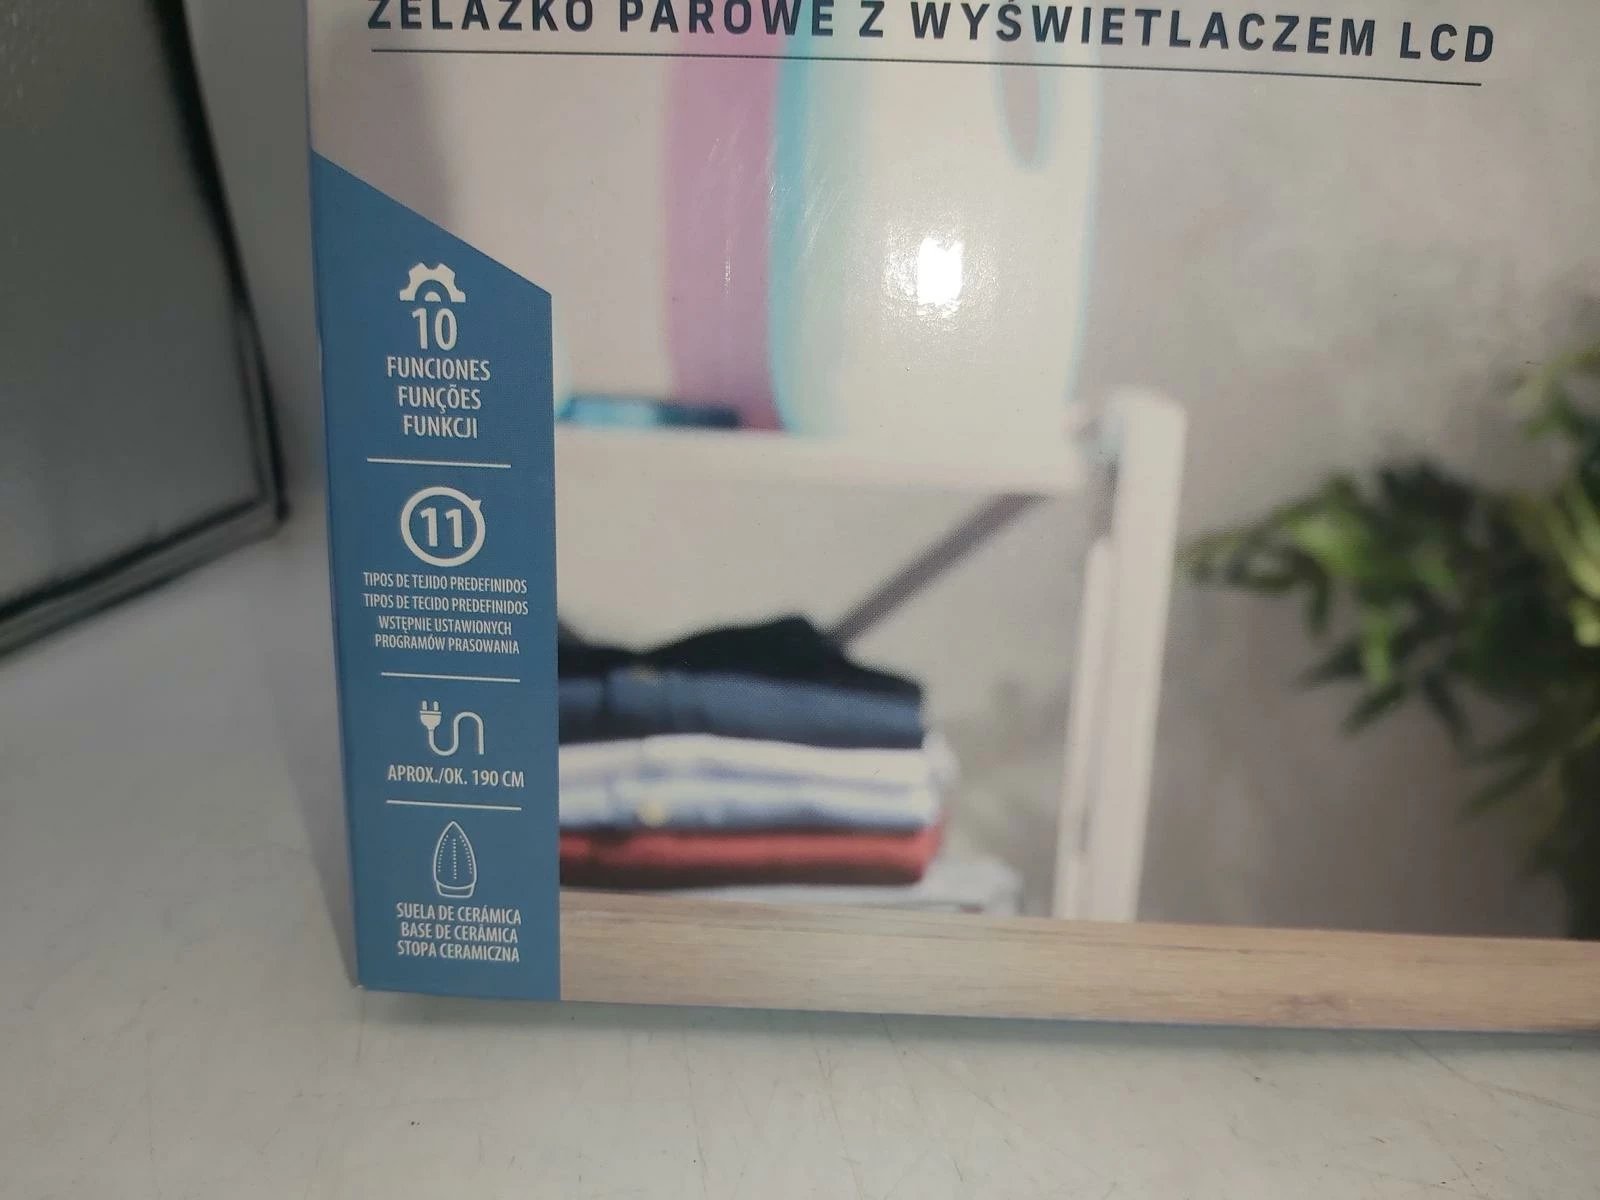 ŻELAZKO PAROWE Z WYŚWIETLACZEM LCD
10
FUNCIONES
FUNÇÕES
FUNKCJI
11
TIPOS DE TEJIDO PREDEFINIDOS
TIPOS DE TECIDO PREDEFINIDOS
WSTĘPNIE USTAWIONYCH
PROGRAMÓW PRASOWANIA
APROX./OK. 190 CM
SUELA DE CERÁMICA
BASE DE CERÂMICA
STOPA CERAMICZNA